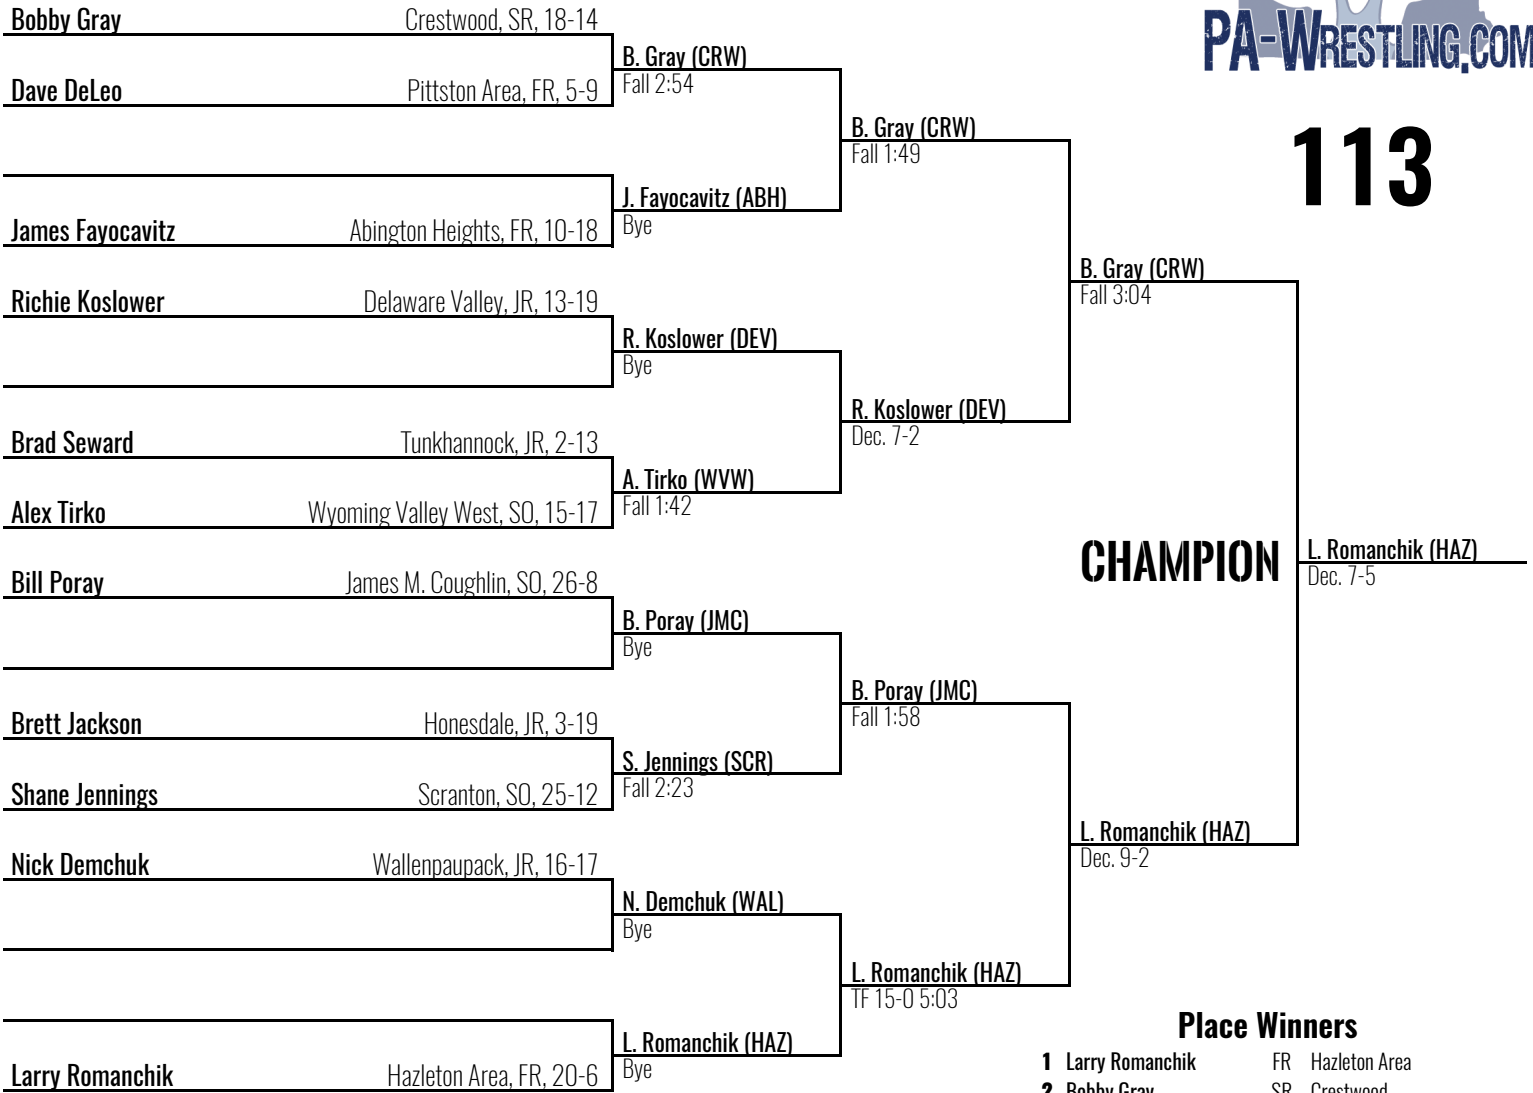 PA-WRESTLING.COM
113
Bobby Gray Crestwood, SR, 18-14
Dave DeLeo Pittston Area, FR, 5-9
James Fayocavitz Abington Heights, FR, 10-18
Richie Koslower Delaware Valley, JR, 13-19
Brad Seward Tunkhannock, JR, 2-13
Alex Tirko Wyoming Valley West, SO, 15-17
Bill Poray James M. Coughlin, SO, 26-8
Brett Jackson Honesdale, JR, 3-19
Shane Jennings Scranton, SO, 25-12
Nick Demchuk Wallenpaupack, JR, 16-17
Larry Romanchik Hazleton Area, FR, 20-6
B. Gray (CRW)
Fall 2:54
J. Fayocavitz (ABH)
Bye
R. Koslower (DEV)
Bye
A. Tirko (WVW)
Fall 1:42
B. Poray (JMC)
Bye
S. Jennings (SCR)
Fall 2:23
N. Demchuk (WAL)
Bye
L. Romanchik (HAZ)
Bye
B. Gray (CRW)
Fall 1:49
R. Koslower (DEV)
Dec. 7-2
B. Poray (JMC)
Fall 1:58
L. Romanchik (HAZ)
TF 15-0 5:03
B. Gray (CRW)
Fall 3:04
L. Romanchik (HAZ)
Dec. 9-2
CHAMPION
L. Romanchik (HAZ)
Dec. 7-5
Place Winners
1 Larry Romanchik FR Hazleton Area
2 Bobby Gray SR Crestwood